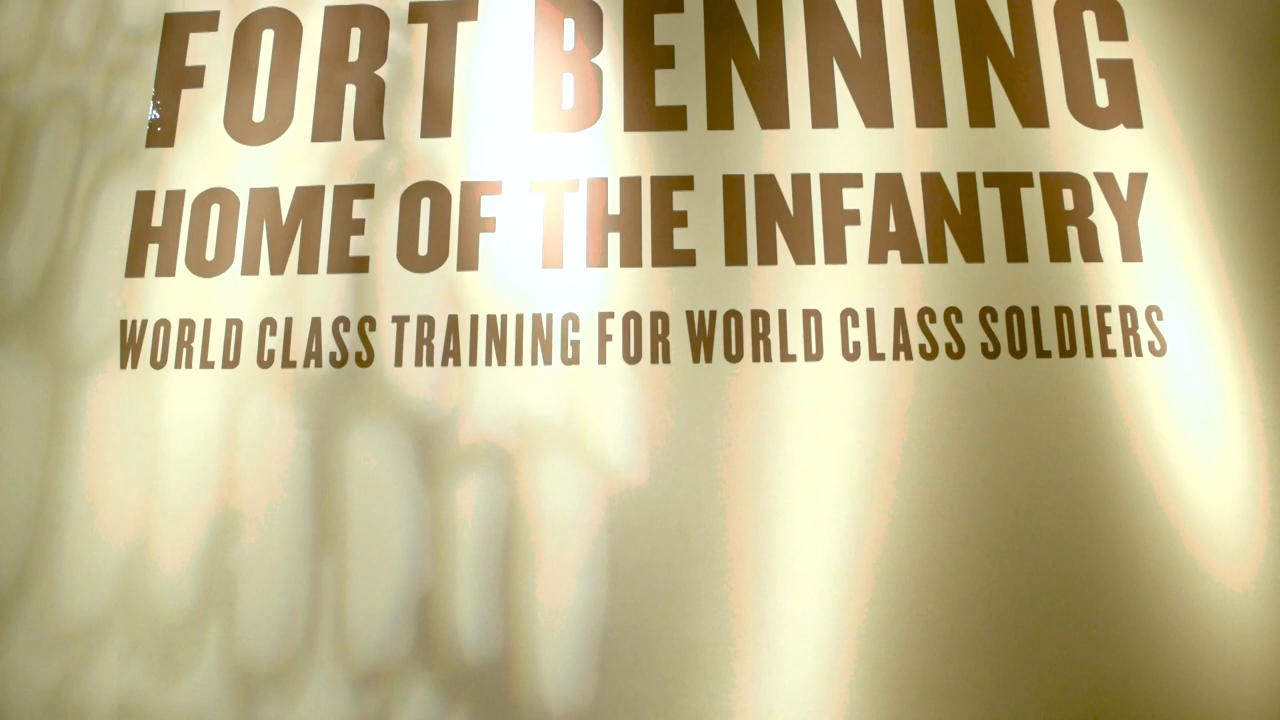 FORT BENNING
HOME OF THE INFANTRY
WORLD CLASS TRAINING FOR WORLD CLASS SOLDIERS